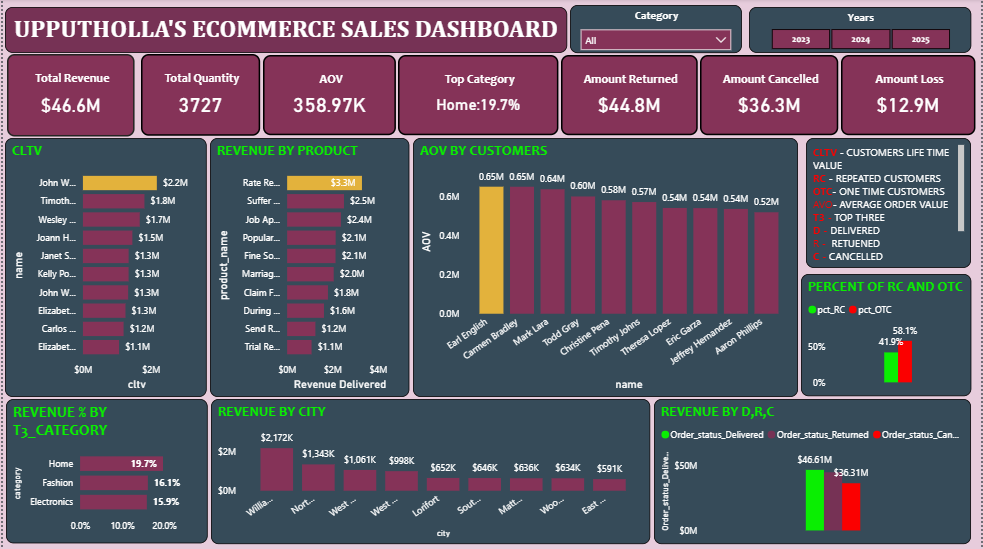 UPPUTHOLLA'S ECOMMERCE SALES DASHBOARD
Category
All
Years
2023 2024 2025
Total Revenue
$46.6M
Total Quantity
3727
AOV
358.97K
Top Category
Home:19.7%
Amount Returned
$44.8M
Amount Cancelled
$36.3M
Amount Loss
$12.9M
CLTV
name
John W... $2.2M
Timoth... $1.8M
Wesley ... $1.7M
Joann H... $1.5M
Janet S... $1.3M
Kelly Po... $1.3M
John W... $1.3M
Elizabet... $1.3M
Carlos ... $1.2M
Elizabet... $1.1M
$0M $2M
cltv
REVENUE BY PRODUCT
product_name
Rate Re... $3.3M
Suffer ... $2.5M
Job Ap... $2.4M
Popular... $2.1M
Fine So... $2.1M
Marriag... $2.0M
Claim F... $1.8M
During ... $1.6M
Send R... $1.2M
Trial Re... $1.1M
$0M $2M $4M
Revenue Delivered
AOV BY CUSTOMERS
AOV
0.6M
0.4M
0.2M
0.0M
0.65M 0.65M 0.64M 0.60M 0.58M 0.57M 0.54M 0.54M 0.54M 0.52M
Earl English
Carmen Bradley
Mark Lara
Todd Gray
Christine Pena
Timothy Johns
Theresa Lopez
Eric Garza
Jeffrey Hernandez
Aaron Phillips
name
- CUSTOMERS LIFE TIME
VALUE
- REPEATED CUSTOMERS
OTC - ONE TIME CUSTOMERS
- AVERAGE ORDER VALUE
- TOP THREE
DELIVERED
- RETUENED
CANCELLED
PERCENT OF RC AND OTC
pct_RC pct_OTC
50%
0%
41.9%
58.1%
REVENUE % BY
T3_CATEGORY
category
Home 19.7%
Fashion 16.1%
Electronics 15.9%
0.0% 10.0% 20.0%
REVENUE BY CITY
$2M
$0M
$2,172K $1,343K $1,061K $998K $652K $646K $636K $634K $591K
Willia...
Nort...
West ...
West ...
Lorifort
Sout...
Matt...
Woo...
East ...
city
REVENUE BY D,R,C
Order_status_Delivered Order_status_Returned Order_status_Can...
Order_status_Delive...
$50M
$0M
$46.61M
$36.31M